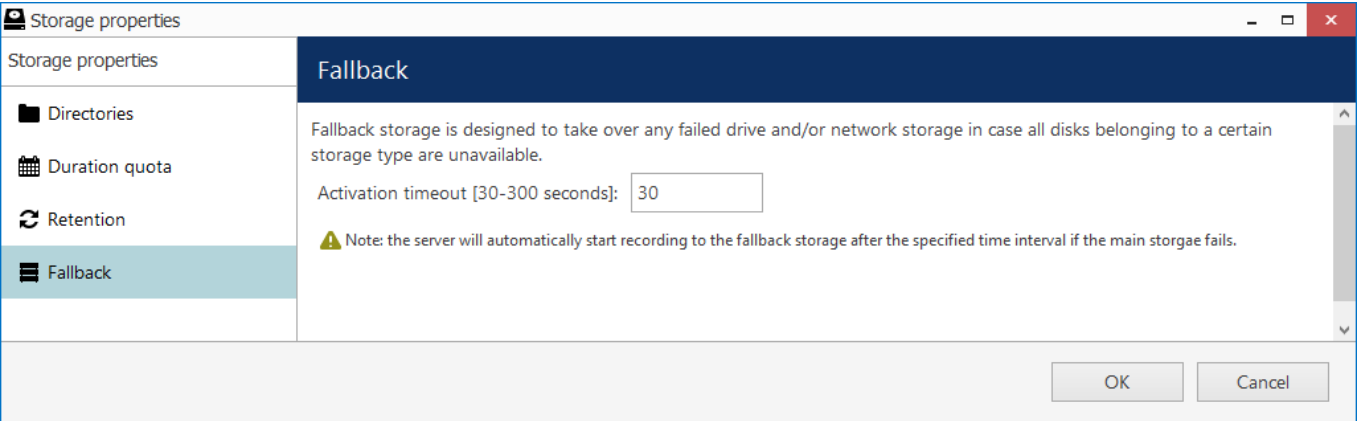 Storage properties
Storage properties
Directories
Duration quota
Retention
Fallback
Fallback
Fallback storage is designed to take over any failed drive and/or network storage in case all disks belonging to a certain
storage type are unavailable.
Activation timeout [30-300 seconds]: 30
Note: the server will automatically start recording to the fallback storage after the specified time interval if the main storgae fails.
OK Cancel